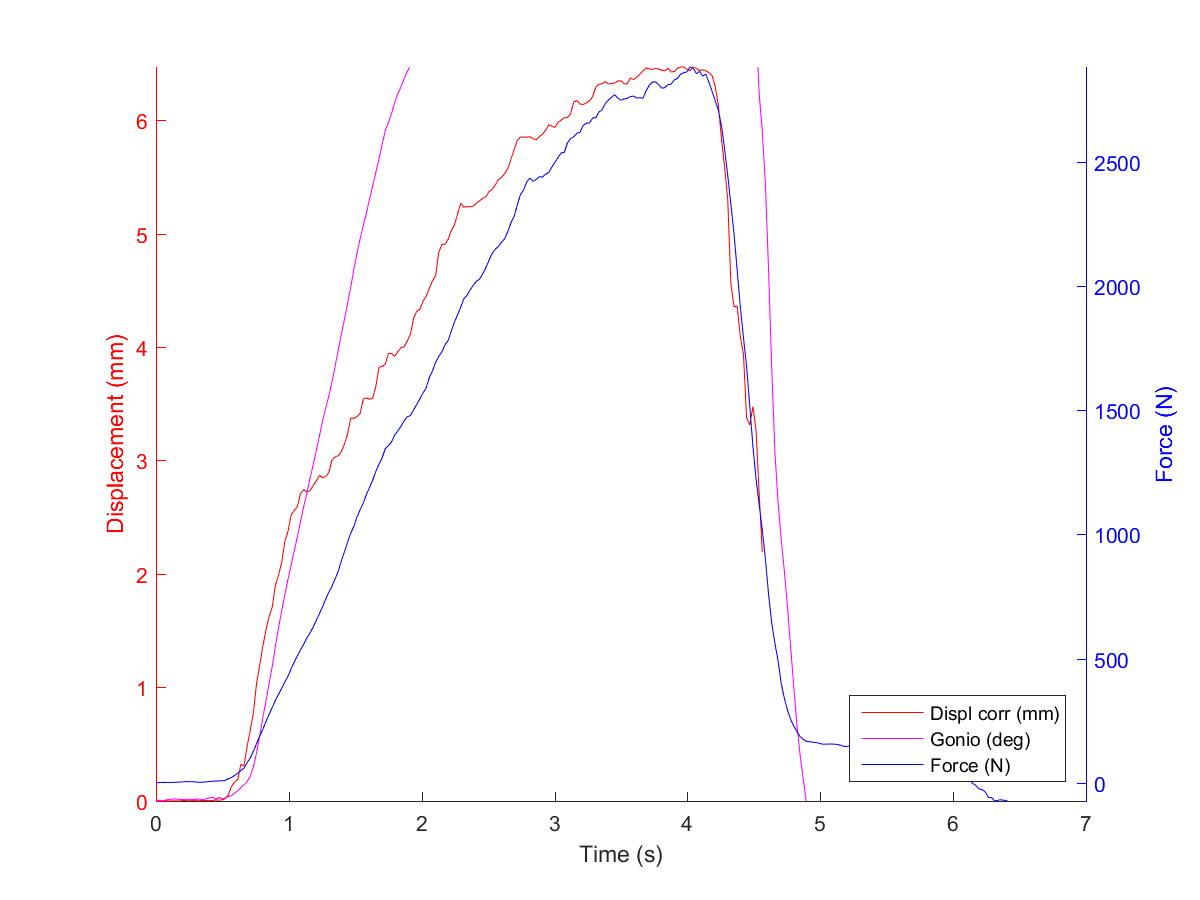 6
5
4
3
2
1
0
Displacement (mm)
2500
2000
1500
1000
500
0
Force (N)
Displ corr (mm)
Gonio (deg)
Force (N)
0 1 2 3 4 5 6 7
Time (s)